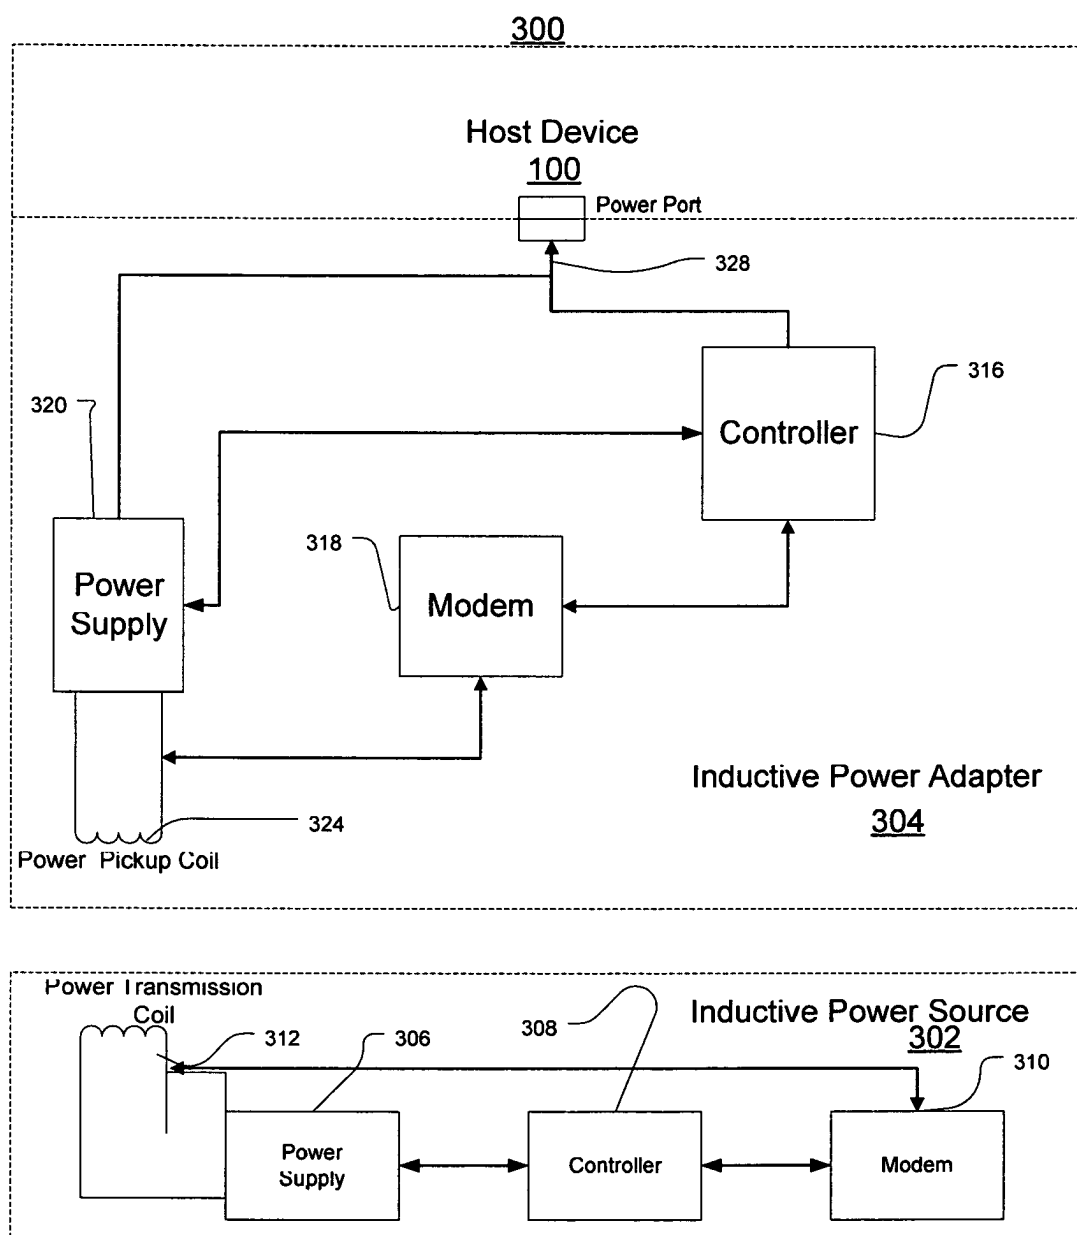 300
Host Device
100
Power Port
328
316
320
Controller
318
Power
Supply
Modem
Inductive Power Adapter
304
324
Power Pickup Coil
Power Transmission
Coil
Inductive Power Source
302
308
312
306
310
Power
Supply
Controller
Modem